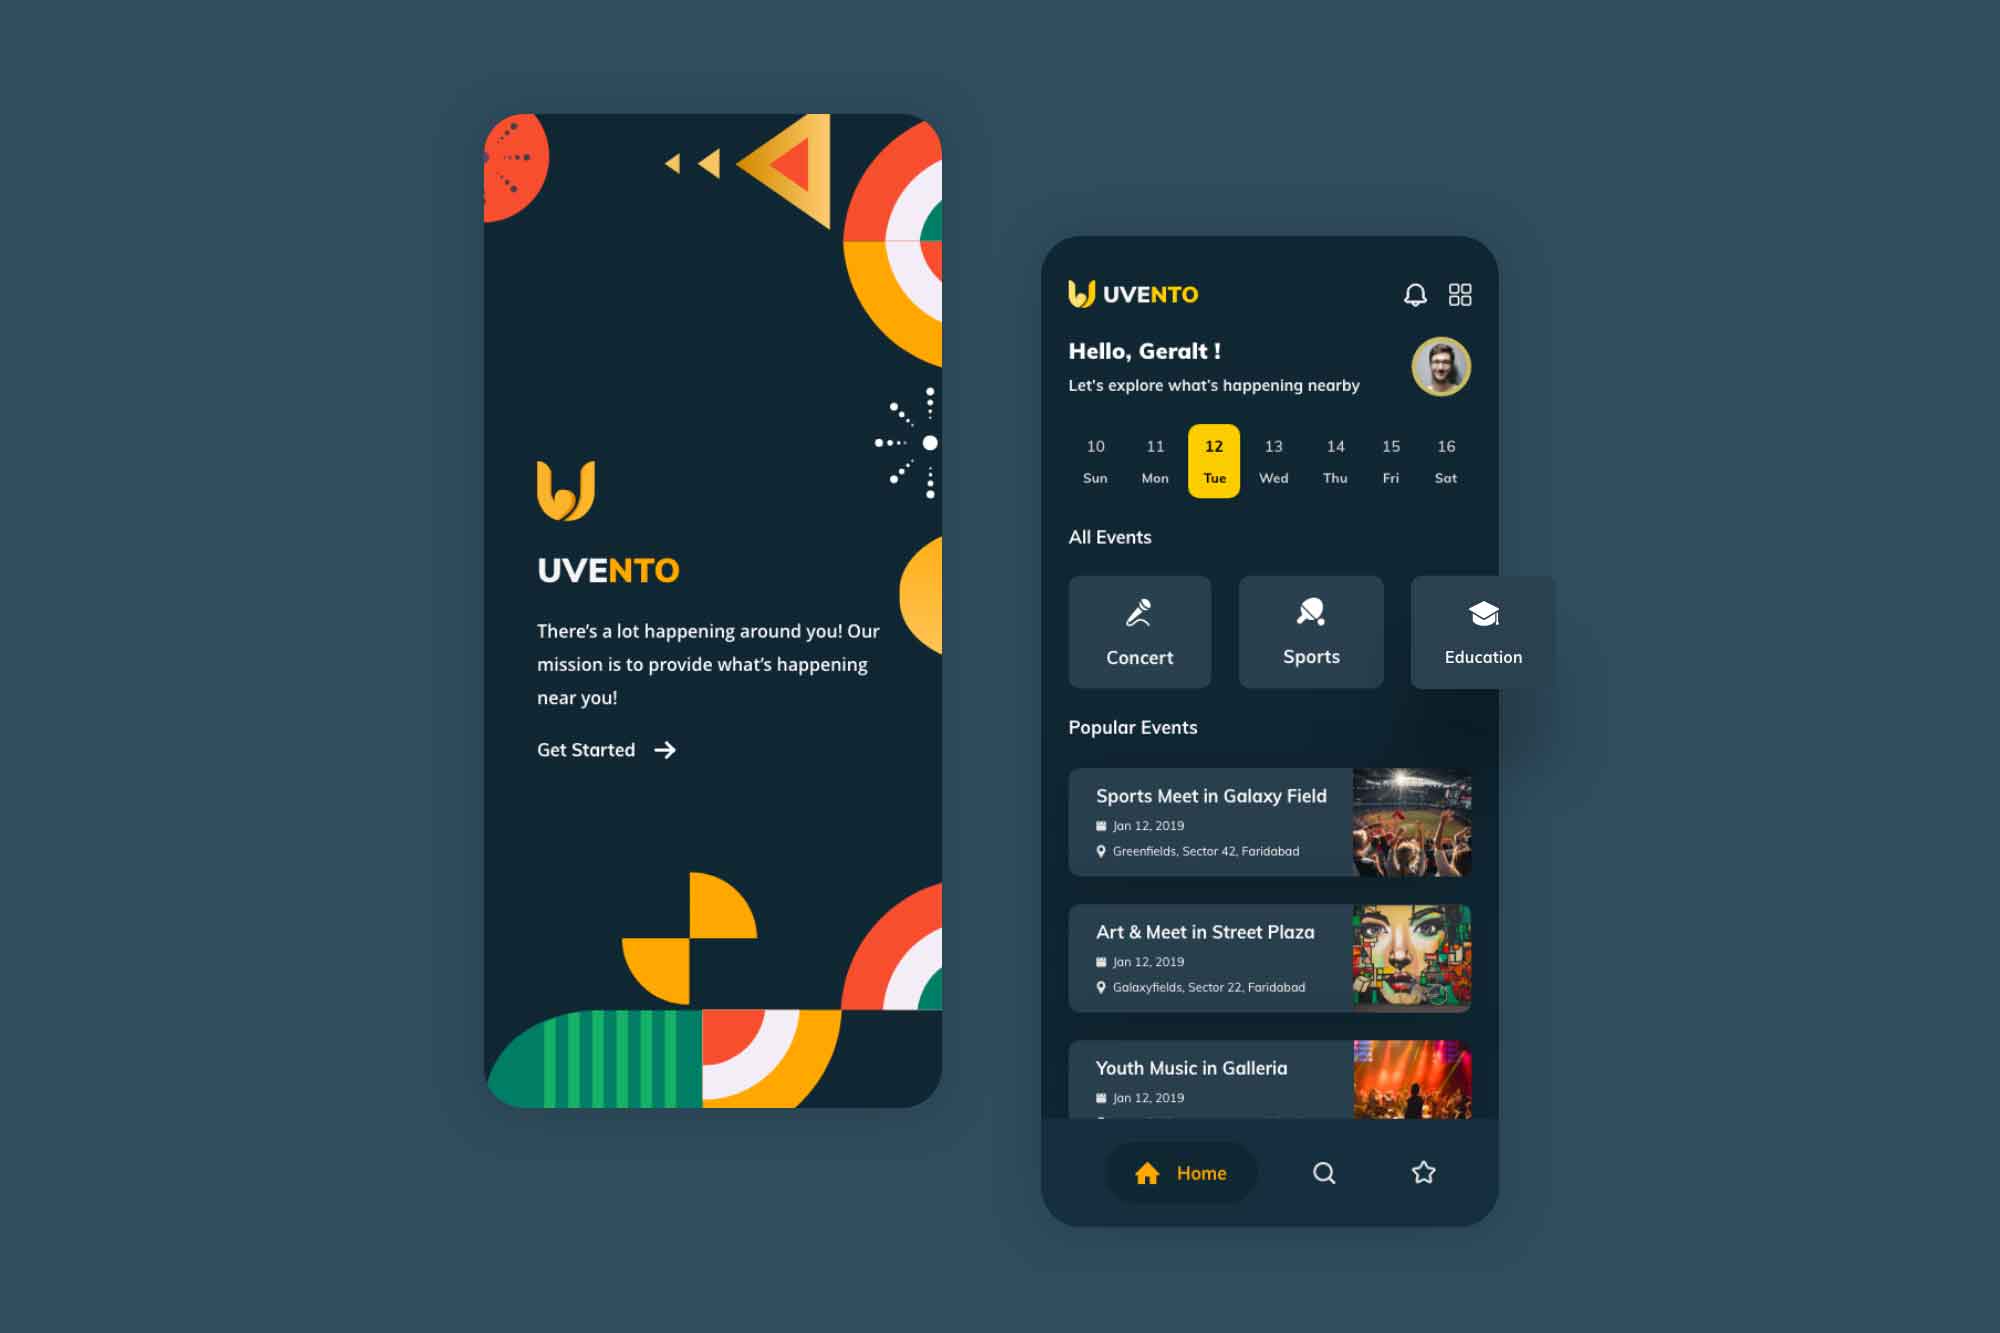 UVENTO
There's a lot happening around you! Our
mission is to provide what's happening
near you!
Get Started
UVENTO
Hello, Geralt !
Let's explore what's happening nearby
10 11 12 13 14 15 16
Sun Mon Tue Wed Thu Fri Sat
All Events
Concert Sports Education
Popular Events
Sports Meet in Galaxy Field
Jan 12, 2019
Greenfields, Sector 42, Faridabad
Art & Meet in Street Plaza
Jan 12, 2019
Galaxyfields, Sector 22, Faridabad
Youth Music in Galleria
Jan 12, 2019
Home